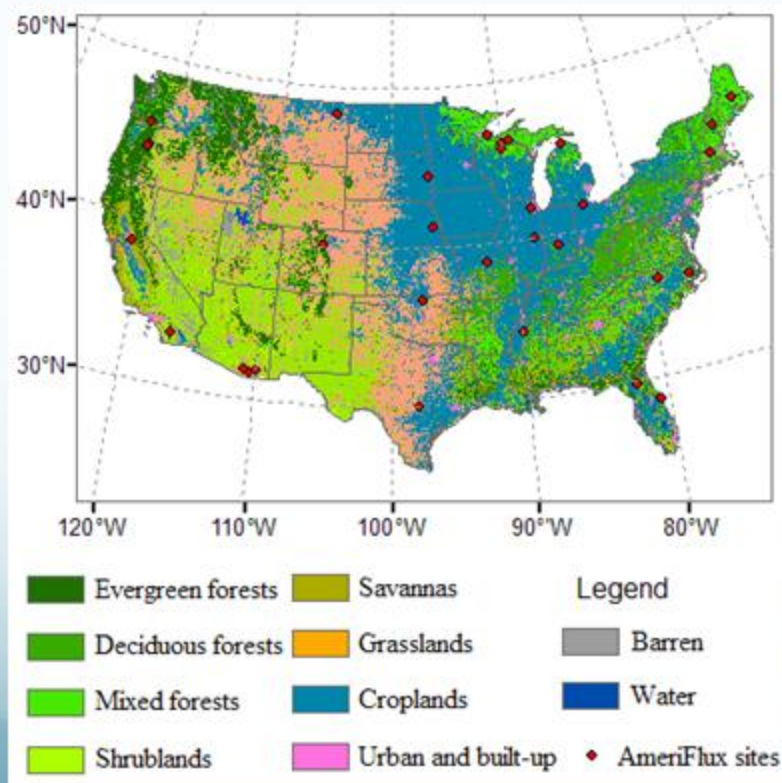 50°N
40°N
30°N
120°W 110°W 100°W 90°W 80°W
Evergreen forests Savannas Legend
Deciduous forests Grasslands Barren
Mixed forests Croplands Water
Shrublands Urban and built-up AmeriFlux sites